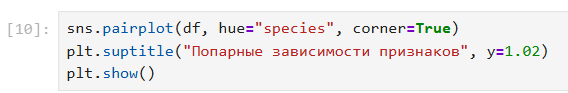 [10]: sns.pairplot(df, hue="species", corner=True)
plt.suptitle("Попарные зависимости признаков", y=1.02)
plt.show()